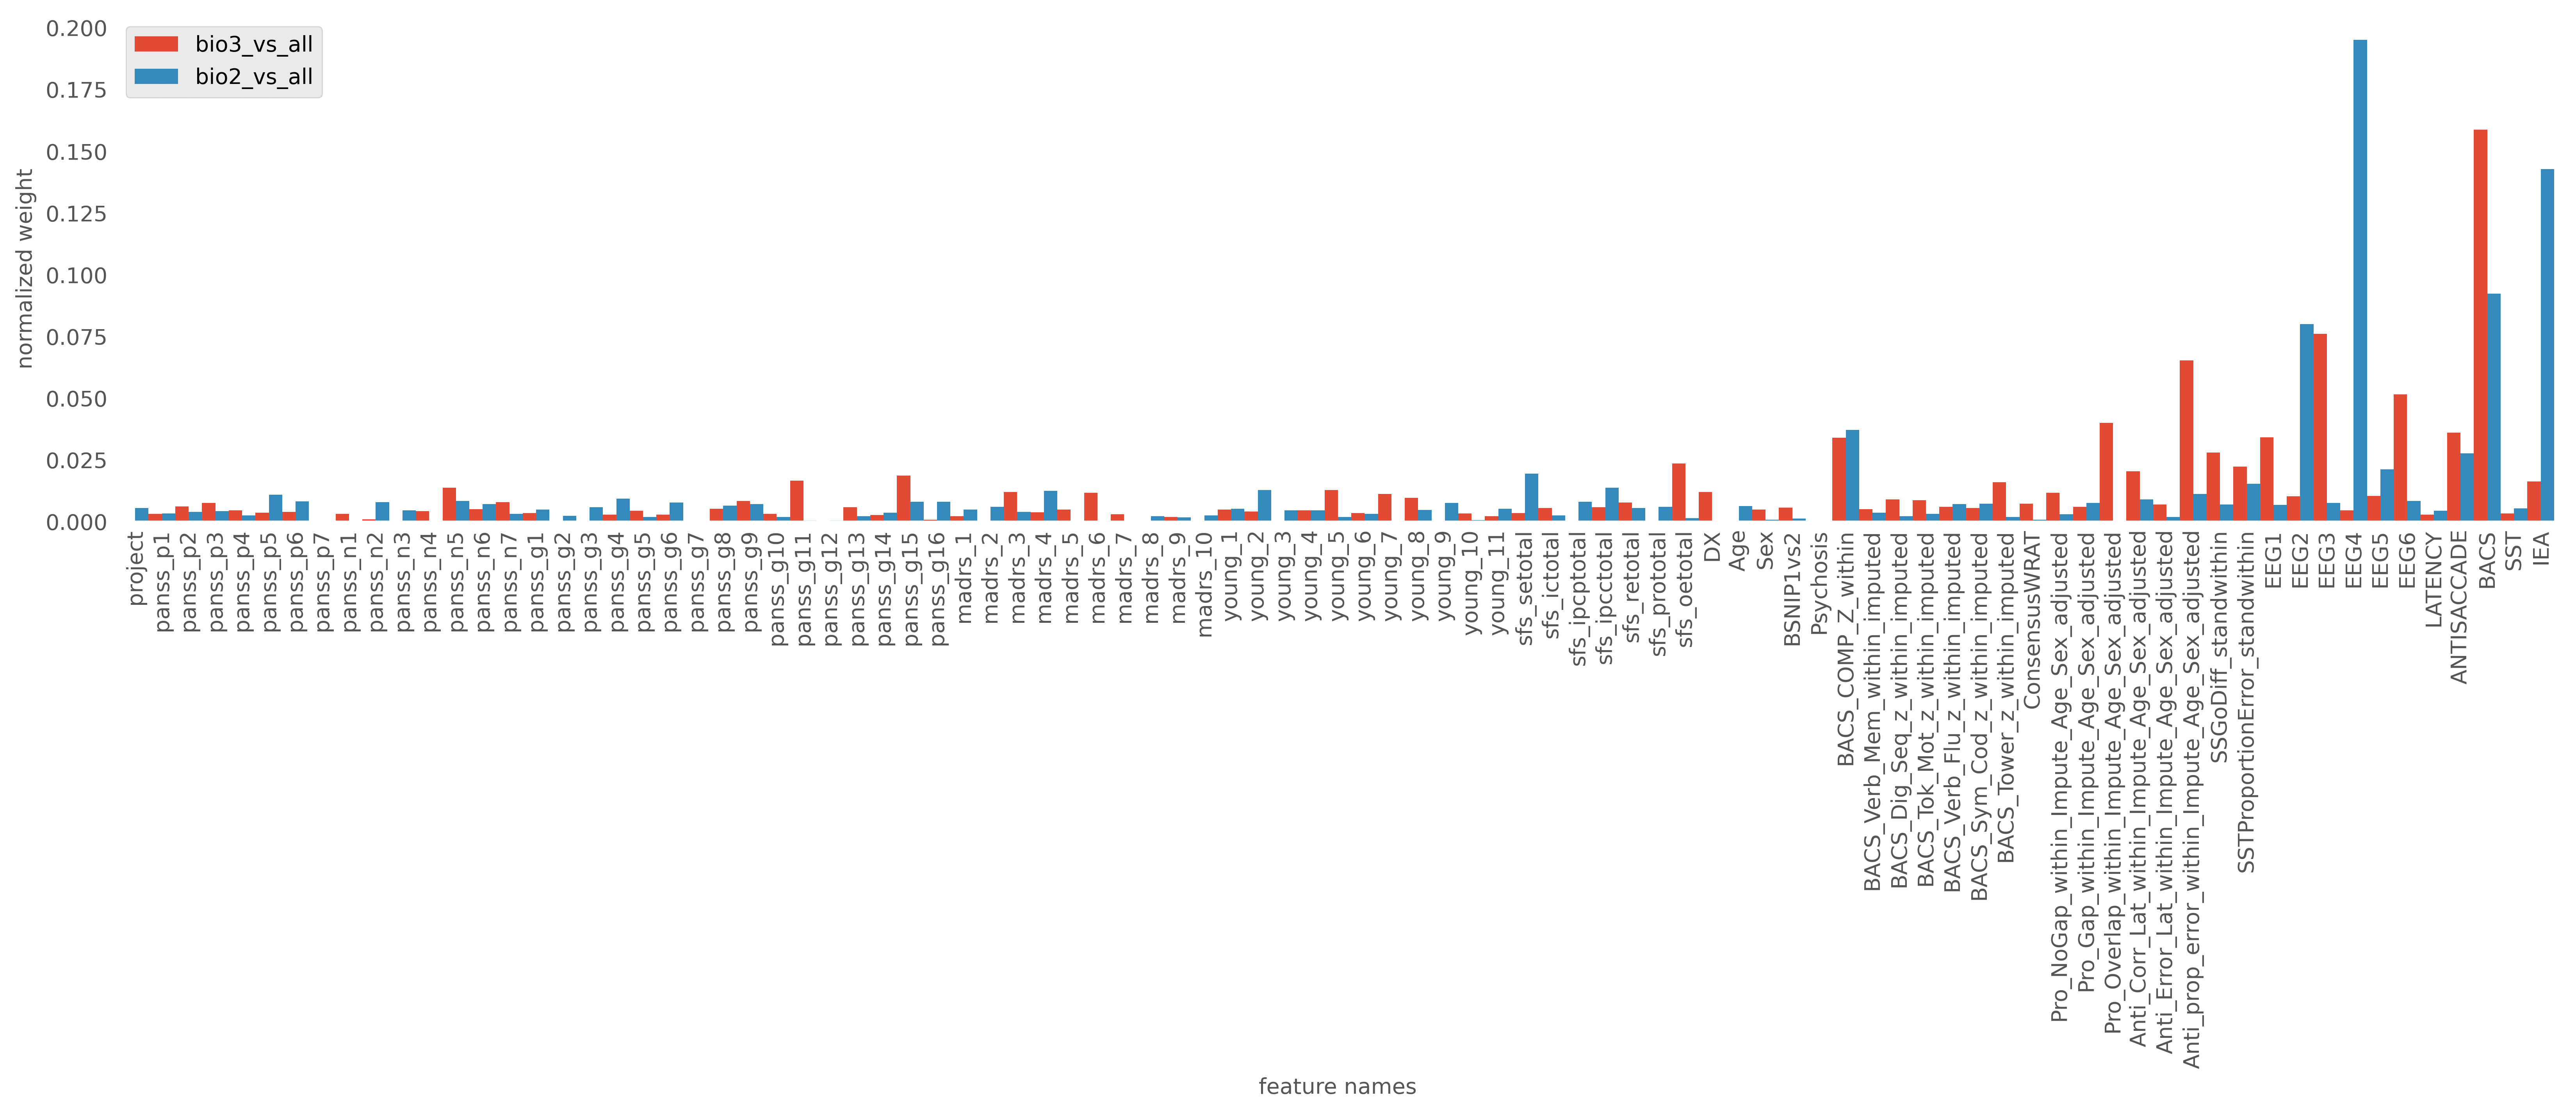 0.200
0.175
0.150
0.125
0.100
0.075
0.050
0.025
0.000
normalized weight
bio3_vs_all
bio2_vs_all
project
panss_p1
panss_p2
panss_p3
panss_p4
panss_p5
panss_p6
panss_p7
panss_n1
panss_n2
panss_n3
panss_n4
panss_n5
panss_n6
panss_n7
panss_g1
panss_g2
panss_g3
panss_g4
panss_g5
panss_g6
panss_g7
panss_g8
panss_g9
panss_g10
panss_g11
panss_g12
panss_g13
panss_g14
panss_g15
panss_g16
madrs_1
madrs_2
madrs_3
madrs_4
madrs_5
madrs_6
madrs_7
madrs_8
madrs_9
madrs_10
young_1
young_2
young_3
young_4
young_5
young_6
young_7
young_8
young_9
young_10
young_11
sfs_setotal
sfs_ictotal
sfs_ipcptotal
sfs_ipcctotal
sfs_retotal
sfs_prototal
sfs_oetotal
DX
Age
Sex
BSNIP1vs2
Psychosis
BACS_COMP_Z_within
BACS_Verb_Mem_within_imputed
BACS_Dig_Seq_z_within_imputed
BACS_Tok_Mot_z_within_imputed
BACS_Verb_Flu_z_within_imputed
BACS_Sym_Cod_z_within_imputed
BACS_Tower_z_within_imputed
ConsensusWRAT
Pro_NoGap_within_Impute_Age_Sex_adjusted
Pro_Gap_within_Impute_Age_Sex_adjusted
Pro_Overlap_within_Impute_Age_Sex_adjusted
Anti_Corr_Lat_within_Impute_Age_Sex_adjusted
Anti_Error_Lat_within_Impute_Age_Sex_adjusted
Anti_prop_error_within_Impute_Age_Sex_adjusted
SSGoDiff_standwithin
SSTProportionError_standwithin
EEG1
EEG2
EEG3
EEG4
EEG5
EEG6
LATENCY
ANTISACCADE
BACS
SST
IEA
feature names